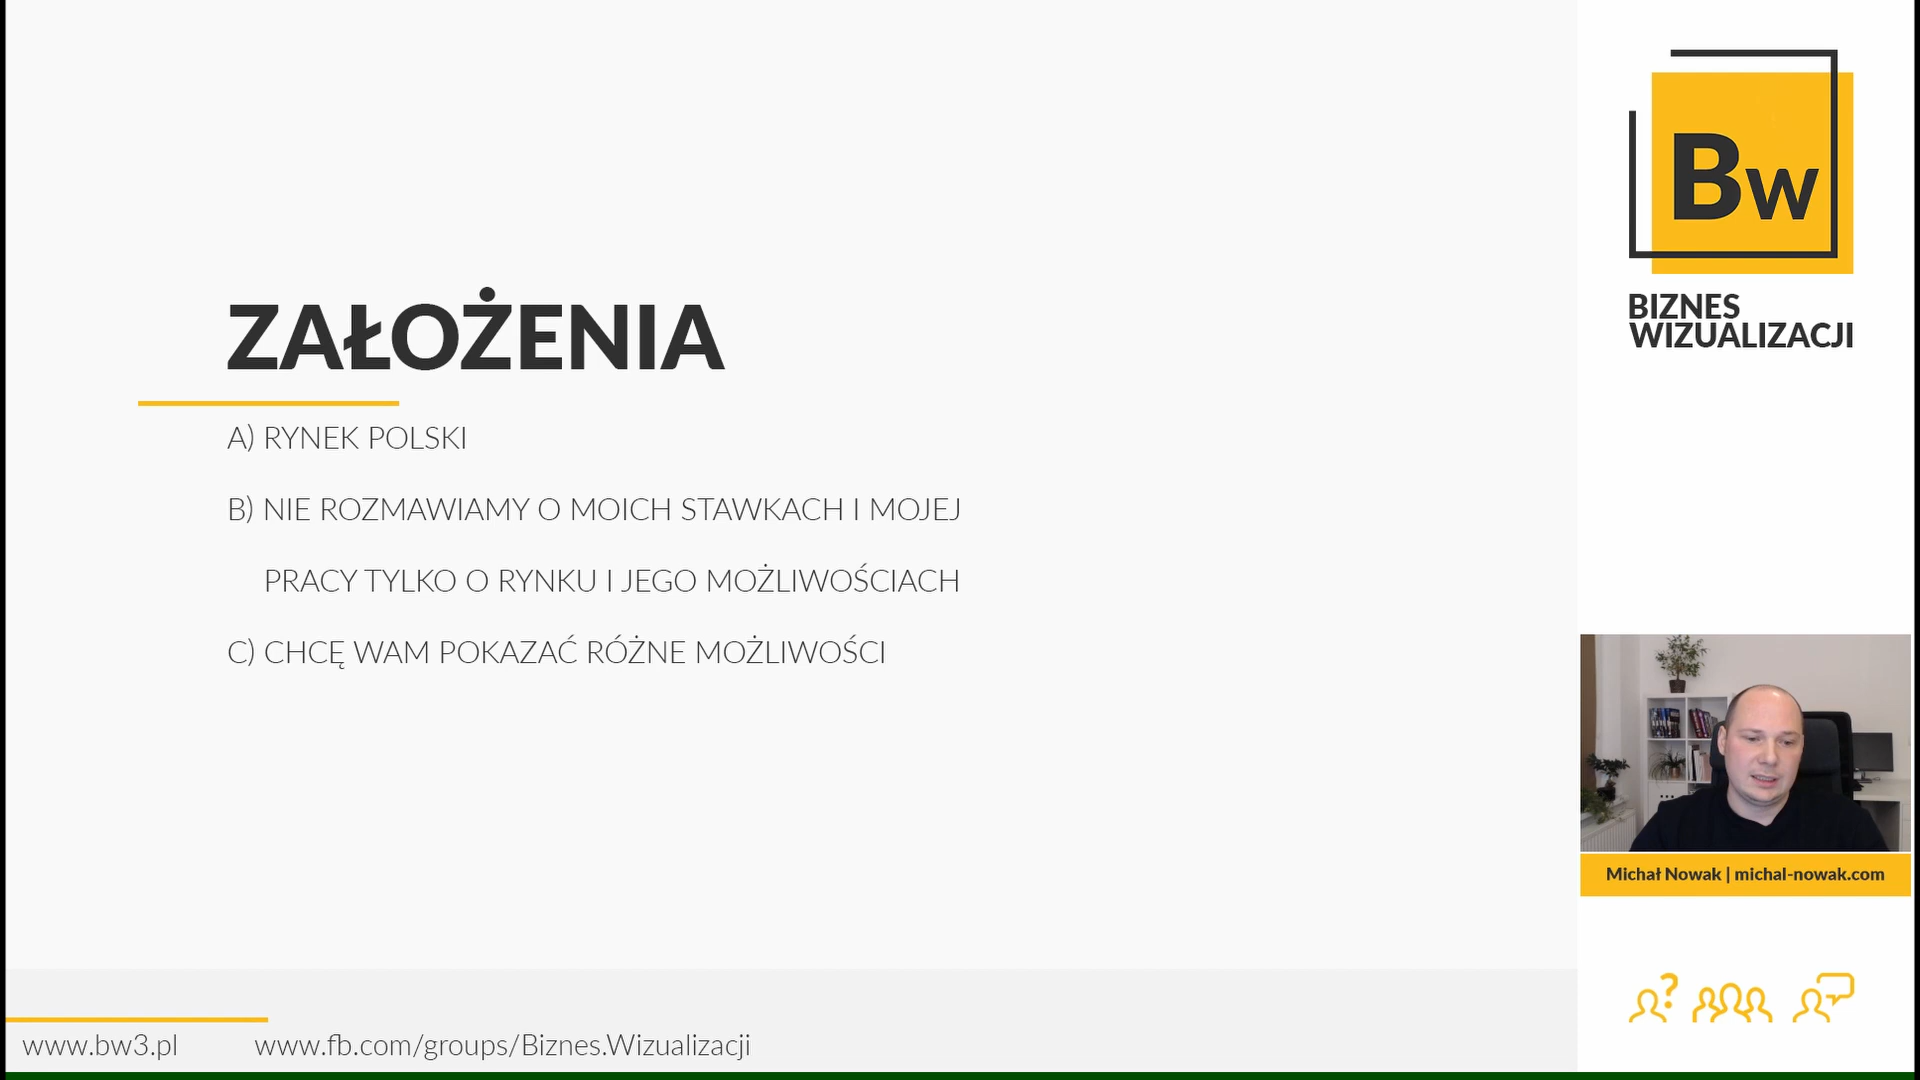 ZAŁOŻENIA
A) RYNEK POLSKI
B) NIE ROZMAWIAMY O MOICH STAWKACH I MOJEJ
PRACY TYLKO O RYNKU I JEGO MOŻLIWOŚCIACH
C) CHCĘ WAM POKAZAĆ RÓŻNE MOŻLIWOŚCI
www.bw3.pl
www.fb.com/groups/Biznes.Wizualizacji
Bw
BIZNES
WIZUALIZACJI
Michał Nowak | michal-nowak.com